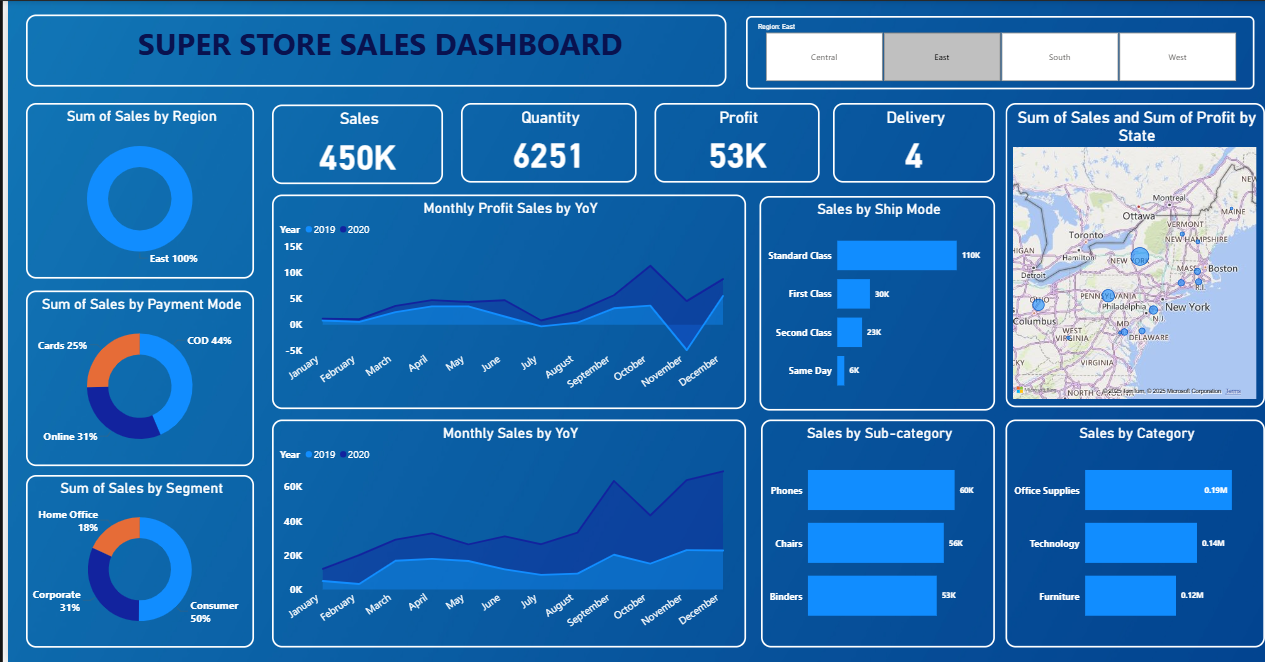 SUPER STORE SALES DASHBOARD
Region: East
Central
East
South
West
Sum of Sales by Region
East 100%
Sales
450K
Quantity
6251
Profit
53K
Delivery
4
Sum of Sales and Sum of Profit by
State
Montreal
Ottawa
MAINE
Toronto
VERMONT
NEW HAMPSHIRE
Hamilton
HIGAN
Detroit
NEW YORK
MASS
Boston
R.I.
PENNSYLVANIA
OHIO
Philadelphia
New York
N.J.
Columbus
MD
DELAWARE
WEST
VIRGINIA
KY
VIRGINIA
NORTH CAROLINA
© 2025 TomTom, © 2025 Microsoft Corporation Terms
Monthly Profit Sales by YoY
Year 2019 2020
15K
10K
5K
0K
-5K
January
February
March
April
May
June
July
August
September
October
November
December
Sales by Ship Mode
Standard Class
110K
First Class
30K
Second Class
23K
Same Day
6K
Sum of Sales by Payment Mode
Cards 25%
COD 44%
Online 31%
Sum of Sales by Segment
Home Office
18%
Corporate
31%
Consumer
50%
Monthly Sales by YoY
Year 2019 2020
60K
40K
20K
0K
January
February
March
April
May
June
July
August
September
October
November
December
Sales by Sub-category
Phones
60K
Chairs
56K
Binders
53K
Sales by Category
Office Supplies
0.19M
Technology
0.14M
Furniture
0.12M